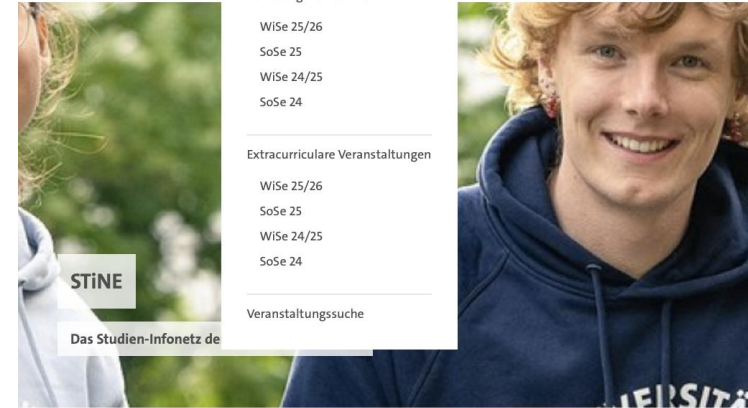 WiSe 25/26
SoSe 25
WiSe 24/25
SoSe 24
Extracurriculare Veranstaltungen
WiSe 25/26
SoSe 25
WiSe 24/25
SoSe 24
Veranstaltungssuche
STiNE
Das Studien-Infonetz de